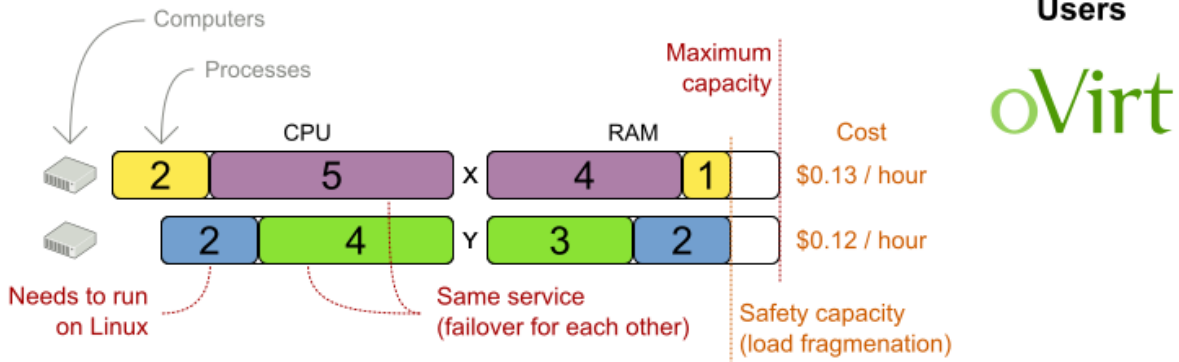 Users
Computers
Processes
Maximum
capacity
oVirt
CPU
RAM
Cost
2
5
X
4
1
$0.13 / hour
2
4
Y
3
2
$0.12 / hour
Needs to run
on Linux
Same service
(failover for each other)
Safety capacity
(load fragmenation)